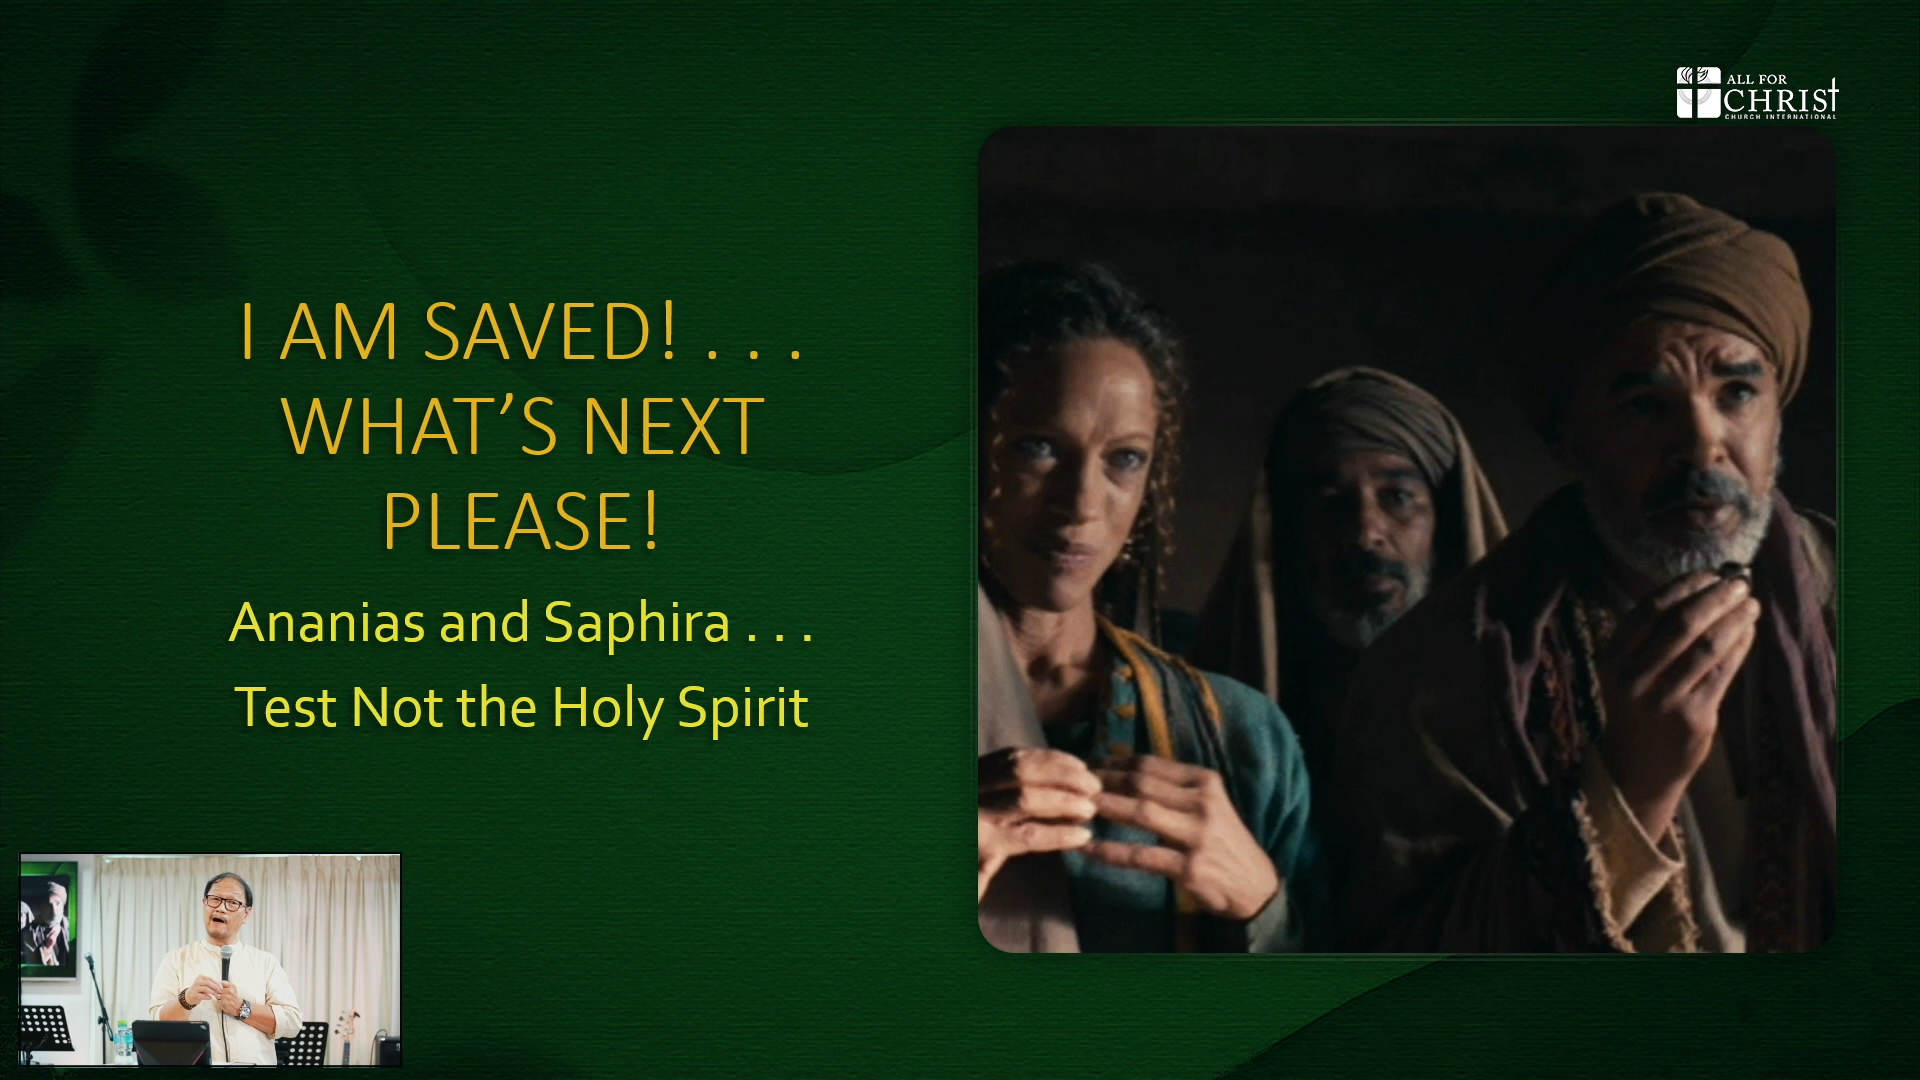 ALL FOR
CHRIST
CHURCH INTERNATIONAL
I AM SAVED! . . .
WHAT’S NEXT
PLEASE!
Ananias and Saphira . . .
Test Not the Holy Spirit